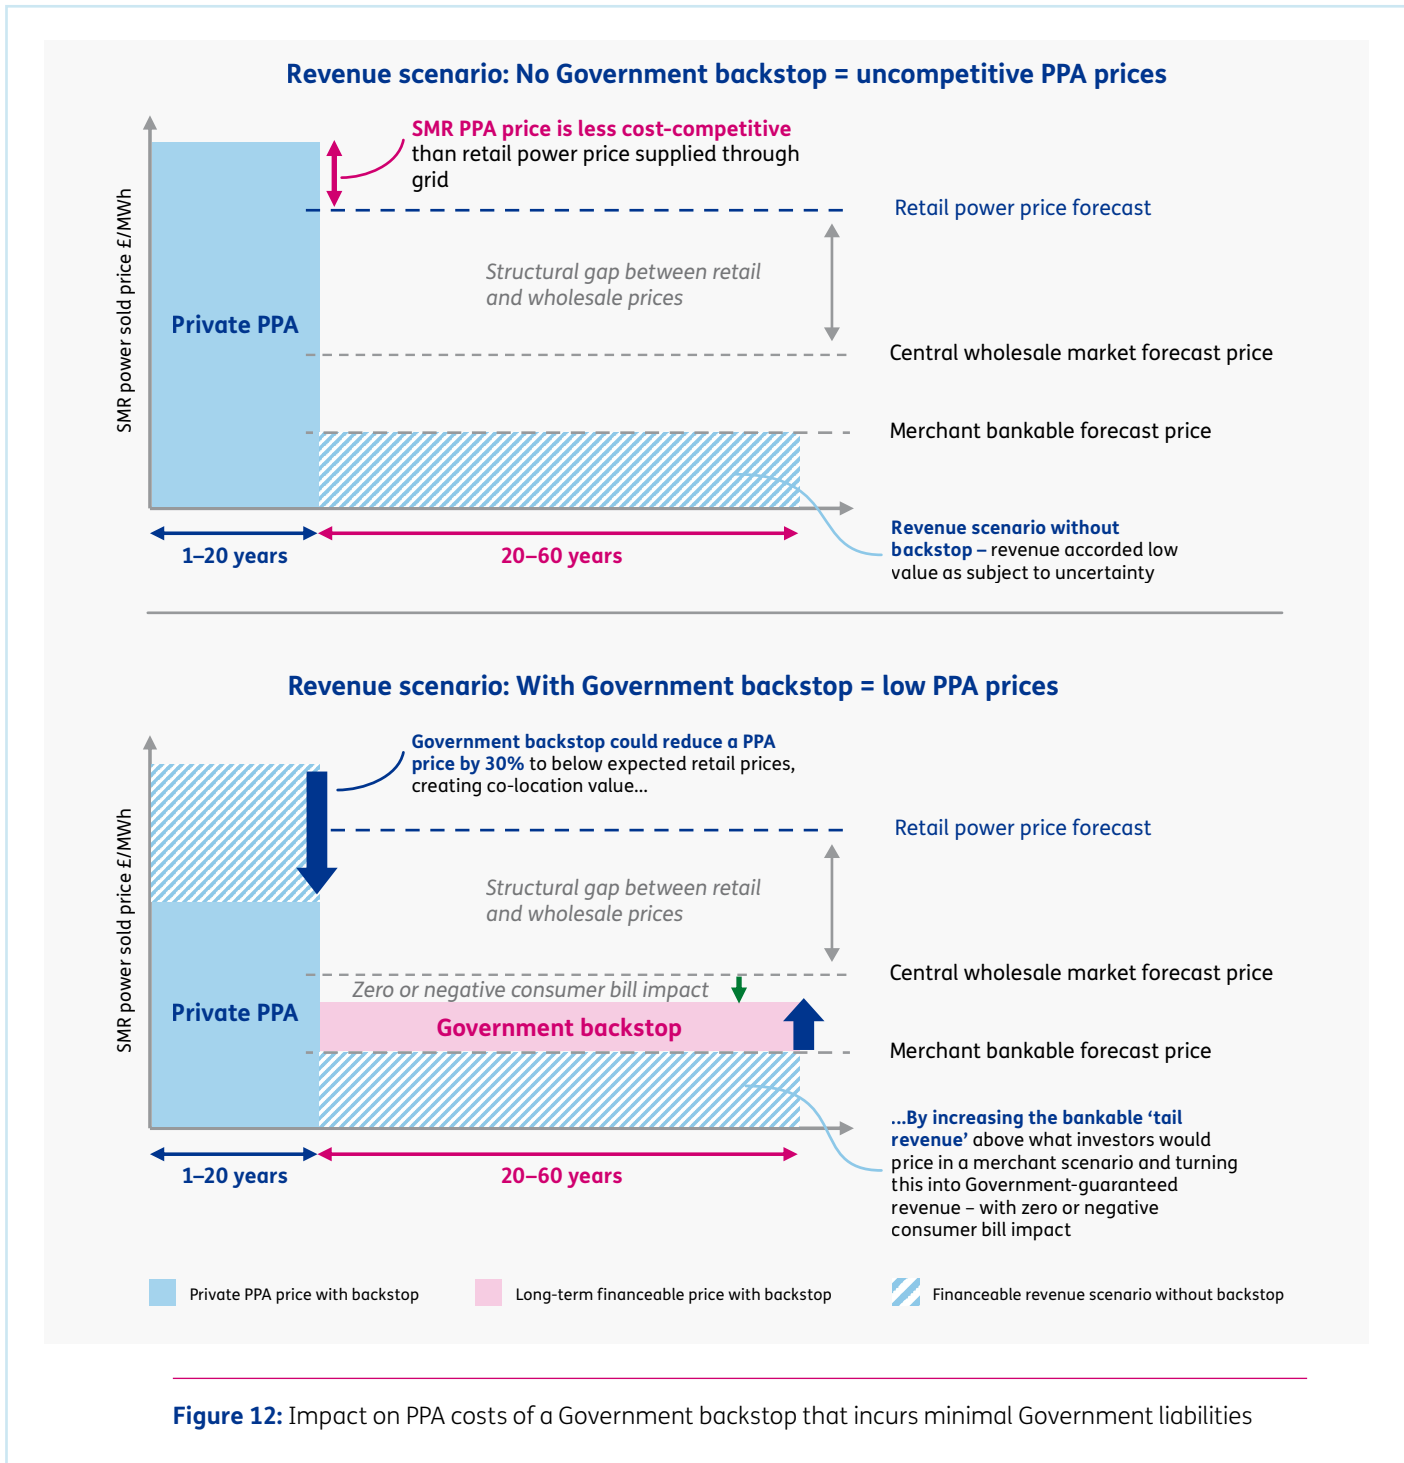 Revenue scenario: No Government backstop = uncompetitive PPA prices
SMR PPA price is less cost-competitive
than retail power price supplied through
grid
SMR power sold price £/MWh
Retail power price forecast
Structural gap between retail
and wholesale prices
Private PPA
Central wholesale market forecast price
Merchant bankable forecast price
Revenue scenario without
backstop – revenue accorded low
value as subject to uncertainty
1–20 years
20–60 years
Revenue scenario: With Government backstop = low PPA prices
Government backstop could reduce a PPA
price by 30% to below expected retail prices,
creating co-location value...
SMR power sold price £/MWh
Retail power price forecast
Structural gap between retail
and wholesale prices
Central wholesale market forecast price
Zero or negative consumer bill impact
Private PPA
Government backstop
Merchant bankable forecast price
...By increasing the bankable ‘tail
revenue’ above what investors would
price in a merchant scenario and turning
this into Government-guaranteed
revenue – with zero or negative
consumer bill impact
1–20 years
20–60 years
Private PPA price with backstop
Long-term financeable price with backstop
Financeable revenue scenario without backstop
Figure 12: Impact on PPA costs of a Government backstop that incurs minimal Government liabilities